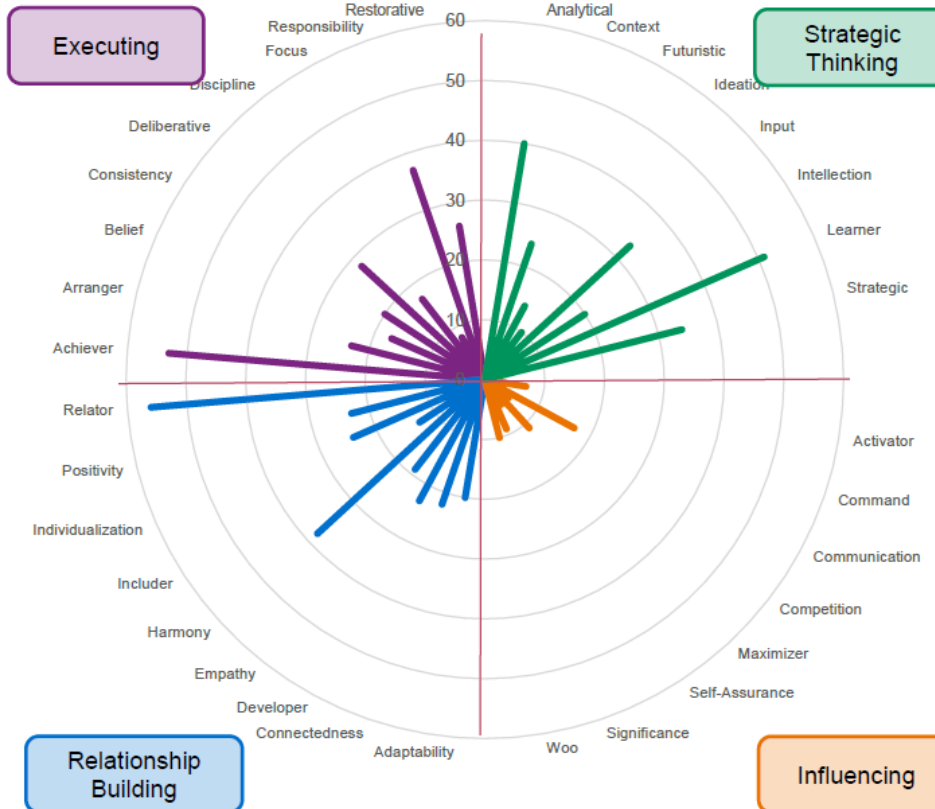 Executing
Strategic
Thinking
Restorative
Responsibility
Focus
Discipline
Deliberative
Consistency
Belief
Arranger
Achiever
Relator
Positivity
Individualization
Includer
Harmony
Empathy
Developer
Connectedness
Adaptability
60
50
40
30
20
10
0
Analytical
Context
Futuristic
Ideation
Input
Intellection
Learner
Strategic
Activator
Command
Communication
Competition
Maximizer
Self-Assurance
Significance
Woo
Relationship
Building
Influencing